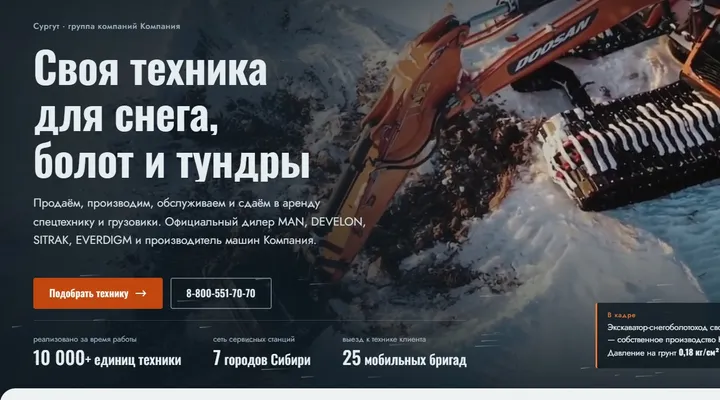 Сургут · группа компаний Компания
Своя техника
для снега,
болот и тундры
DOOSAN
Продаём, производим, обслуживаем и сдаём в аренду
спецтехнику и грузовики. Официальный дилер MAN, DEVELON,
SITRAK, EVERDIGM и производитель машин Компания.
Подобрать технику →
8-800-551-70-70
реализовано за время работы
10 000+ единиц техники
сеть сервисных станций
7 городов Сибири
выезд к технике клиента
25 мобильных бригад
В кадре
Экскаватор-снегоболотоход
— собственное производство
Давление на грунт 0,18 кг/см²